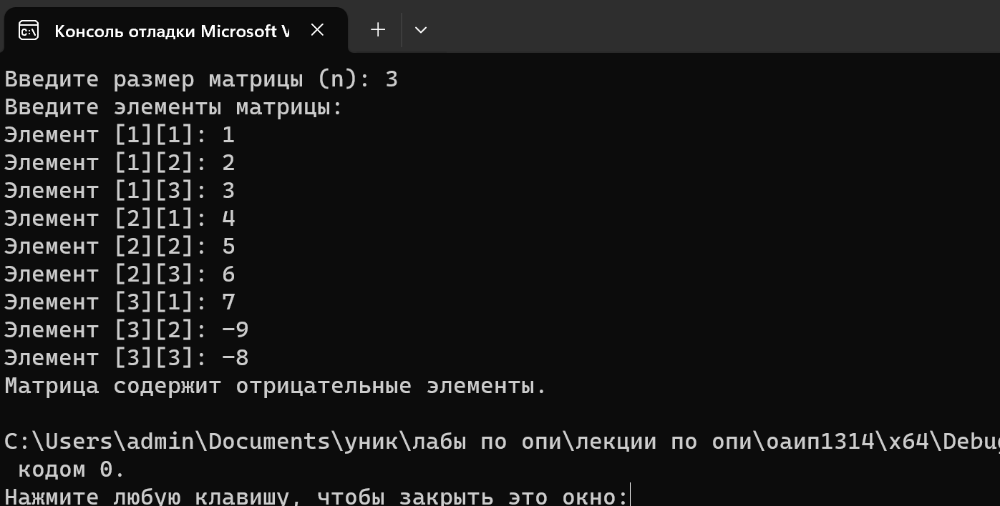 Консоль отладки Microsoft V
Введите размер матрицы (n): 3
Введите элементы матрицы:
Элемент [1][1]: 1
Элемент [1][2]: 2
Элемент [1][3]: 3
Элемент [2][1]: 4
Элемент [2][2]: 5
Элемент [2][3]: 6
Элемент [3][1]: 7
Элемент [3][2]: -9
Элемент [3][3]: -8
Матрица содержит отрицательные элементы.
C:\Users\admin\Documents\уник\лабы по опи\лекции по опи\оаип1314\x64\Debug
кодом 0.
Нажмите любую клавишу, чтобы закрыть это окно: